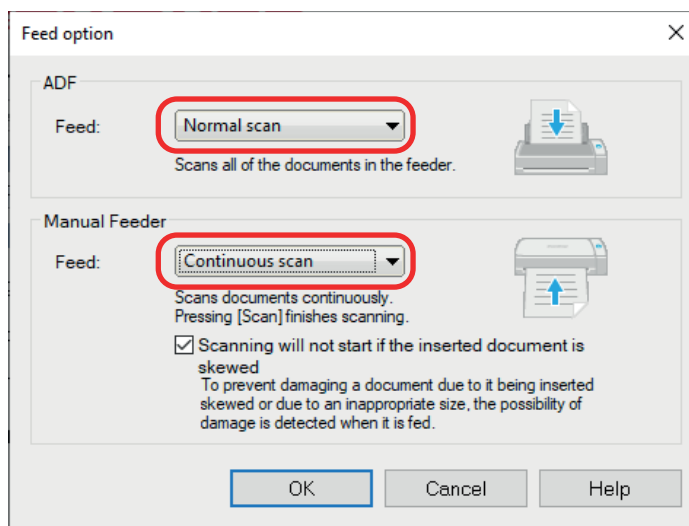 Feed option
ADF
Feed:
Normal scan
Scans all of the documents in the feeder.
Manual Feeder
Feed:
Continuous scan
Scans documents continuously.
Pressing [Scan] finishes scanning.
Scanning will not start if the inserted document is
skewed
To prevent damaging a document due to it being inserted
skewed or due to an inappropriate size, the possibility of
damage is detected when it is fed.
OK
Cancel
Help